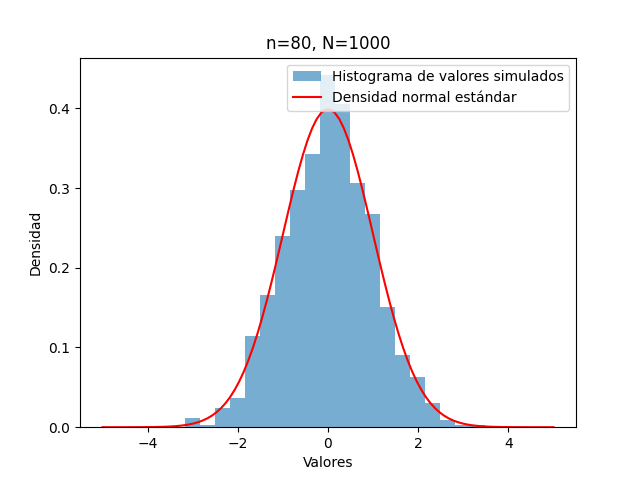 n=80, N=1000
Histograma de valores simulados
Densidad normal estándar
Densidad
0.4
0.3
0.2
0.1
0.0
−4
−2
0
2
4
Valores